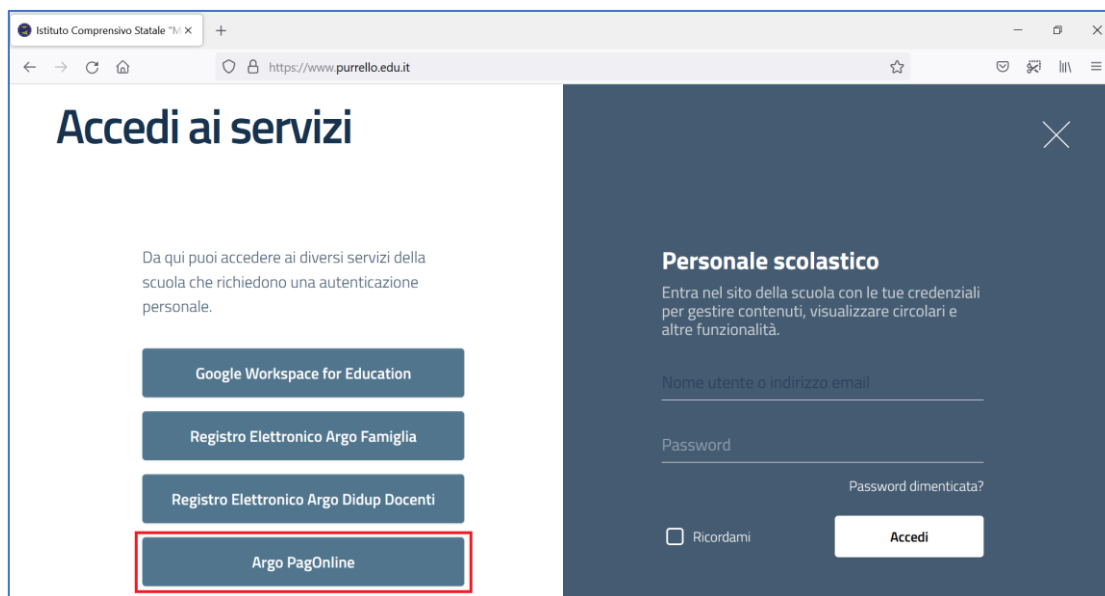 Istituto Comprensivo Statale "M
https://www.purrello.edu.it
Accedi ai servizi
Da qui puoi accedere ai diversi servizi della
scuola che richiedono una autenticazione
personale.
Google Workspace for Education
Registro Elettronico Argo Famiglia
Registro Elettronico Argo Didup Docenti
Argo PagOnline
Personale scolastico
Entra nel sito della scuola con le tue credenziali
per gestire contenuti, visualizzare circolari e
altre funzionalità.
Nome utente o indirizzo email
Password
Password dimenticata?
Ricordami
Accedi